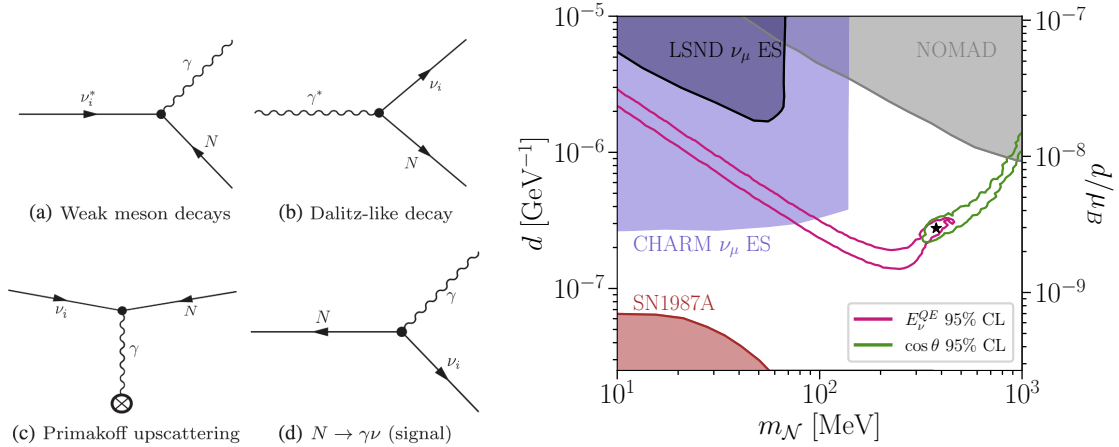 ν_i^*
γ
N
(a) Weak meson decays
γ*
ν_i
N
(b) Dalitz-like decay
ν_i
N
γ
(c) Primakoff upscattering
N
γ
ν_i
(d) N → γν (signal)
10^{-5}
10^{-6}
10^{-7}
d [GeV^{-1}]
LSND ν_μ ES
NOMAD
CHARM ν_μ ES
SN1987A
E_ν^{QE} 95% CL
cos θ 95% CL
10^{-7}
10^{-8}
10^{-9}
d/μ_B
10^1
10^2
10^3
m_𝒩 [MeV]